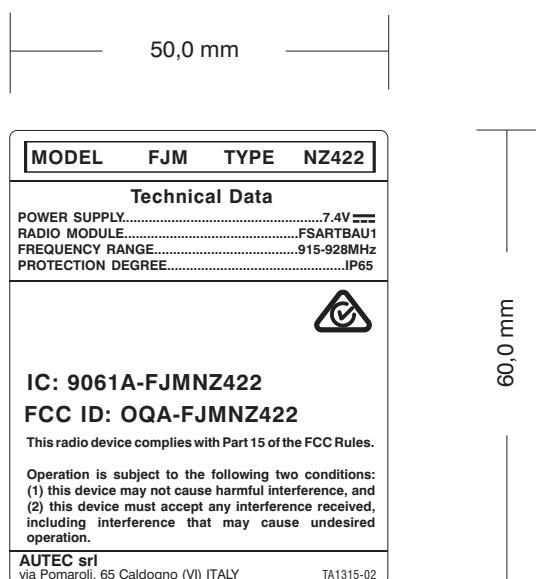 50,0 mm
MODEL FJM TYPE NZ422
Technical Data
POWER SUPPLY..................................................7.4V
RADIO MODULE............................................FSARTBAU1
FREQUENCY RANGE....................................915-928MHz
PROTECTION DEGREE.............................................IP65
60,0 mm
IC: 9061A-FJMNZ422
FCC ID: OQA-FJMNZ422
This radio device complies with Part 15 of the FCC Rules.
Operation is subject to the following two conditions:
(1) this device may not cause harmful interference, and
(2) this device must accept any interference received,
including interference that may cause undesired
operation.
AUTEC srl
via Pomaroli, 65 Caldogno (VI) ITALY TA1315-02